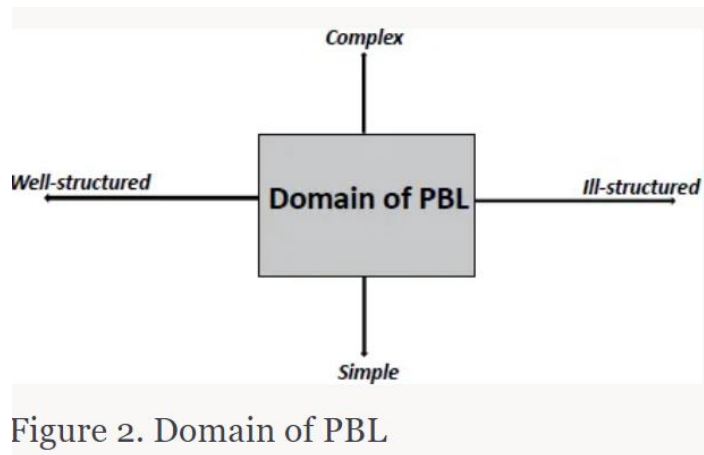 Complex
Well-structured
Domain of PBL
Ill-structured
Simple
Figure 2. Domain of PBL